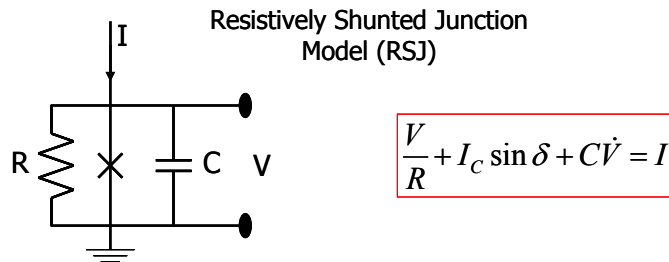 Resistively Shunted Junction
Model (RSJ)
I
R
C
V
V/R + I_C sin δ + CV̇ = I